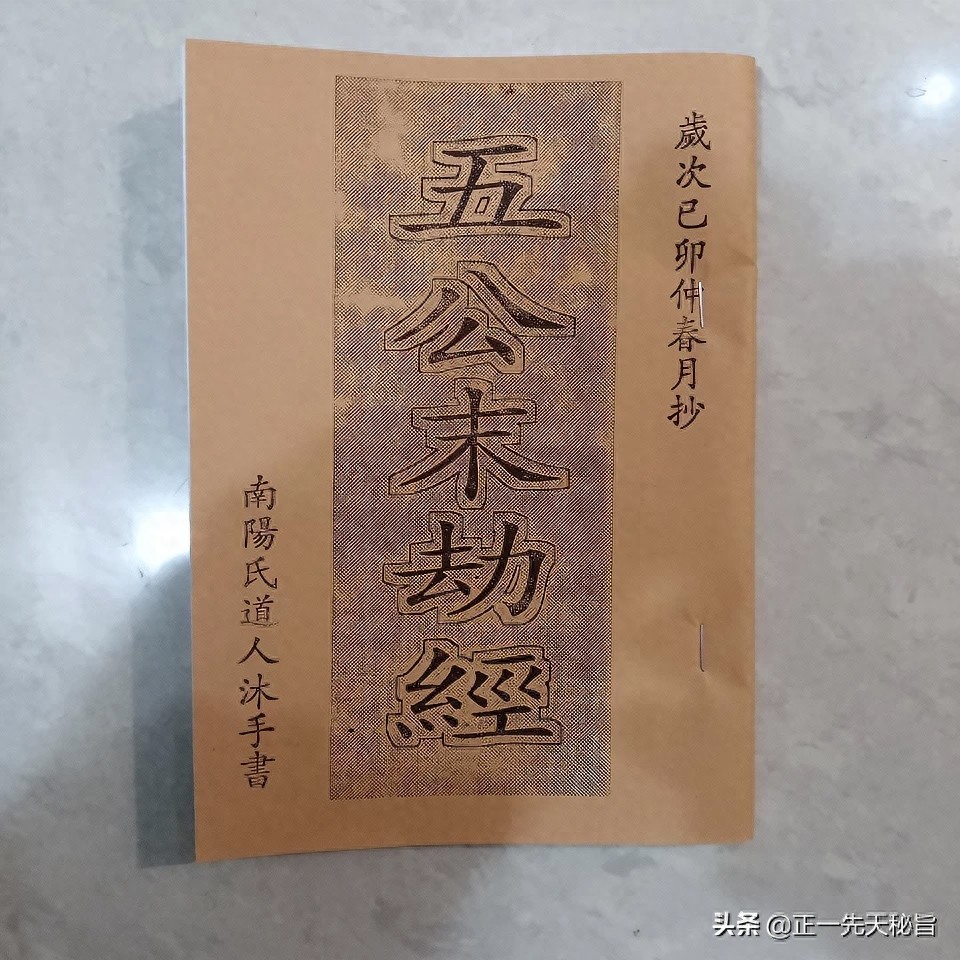 歲次己卯仲春月抄
五公末劫經
南陽氏道人沐手書
头条 @正一先天秘旨